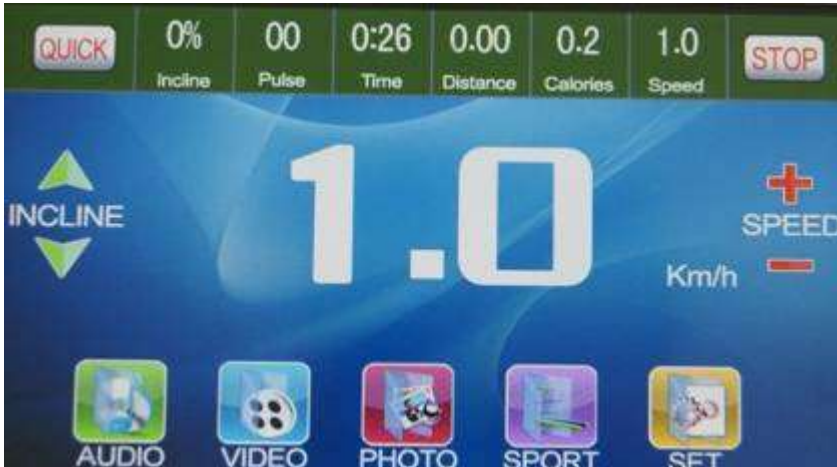 QUICK
0% 00 0:26 0.00 0.2 1.0
Incline Pulse Time Distance Calories Speed
STOP
INCLINE
1.0
SPEED
Km/h
AUDIO VIDEO PHOTO SPORT SET